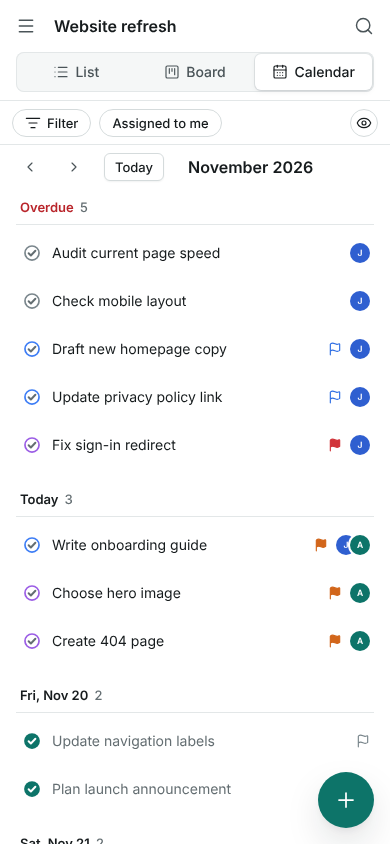 Website refresh
List
Board
Calendar
Filter
Assigned to me
Today
November 2026
Overdue 5
Audit current page speed
J
Check mobile layout
J
Draft new homepage copy
J
Update privacy policy link
J
Fix sign-in redirect
J
Today 3
Write onboarding guide
J A
Choose hero image
A
Create 404 page
A
Fri, Nov 20 2
Update navigation labels
Plan launch announcement
Sat, Nov 21 2